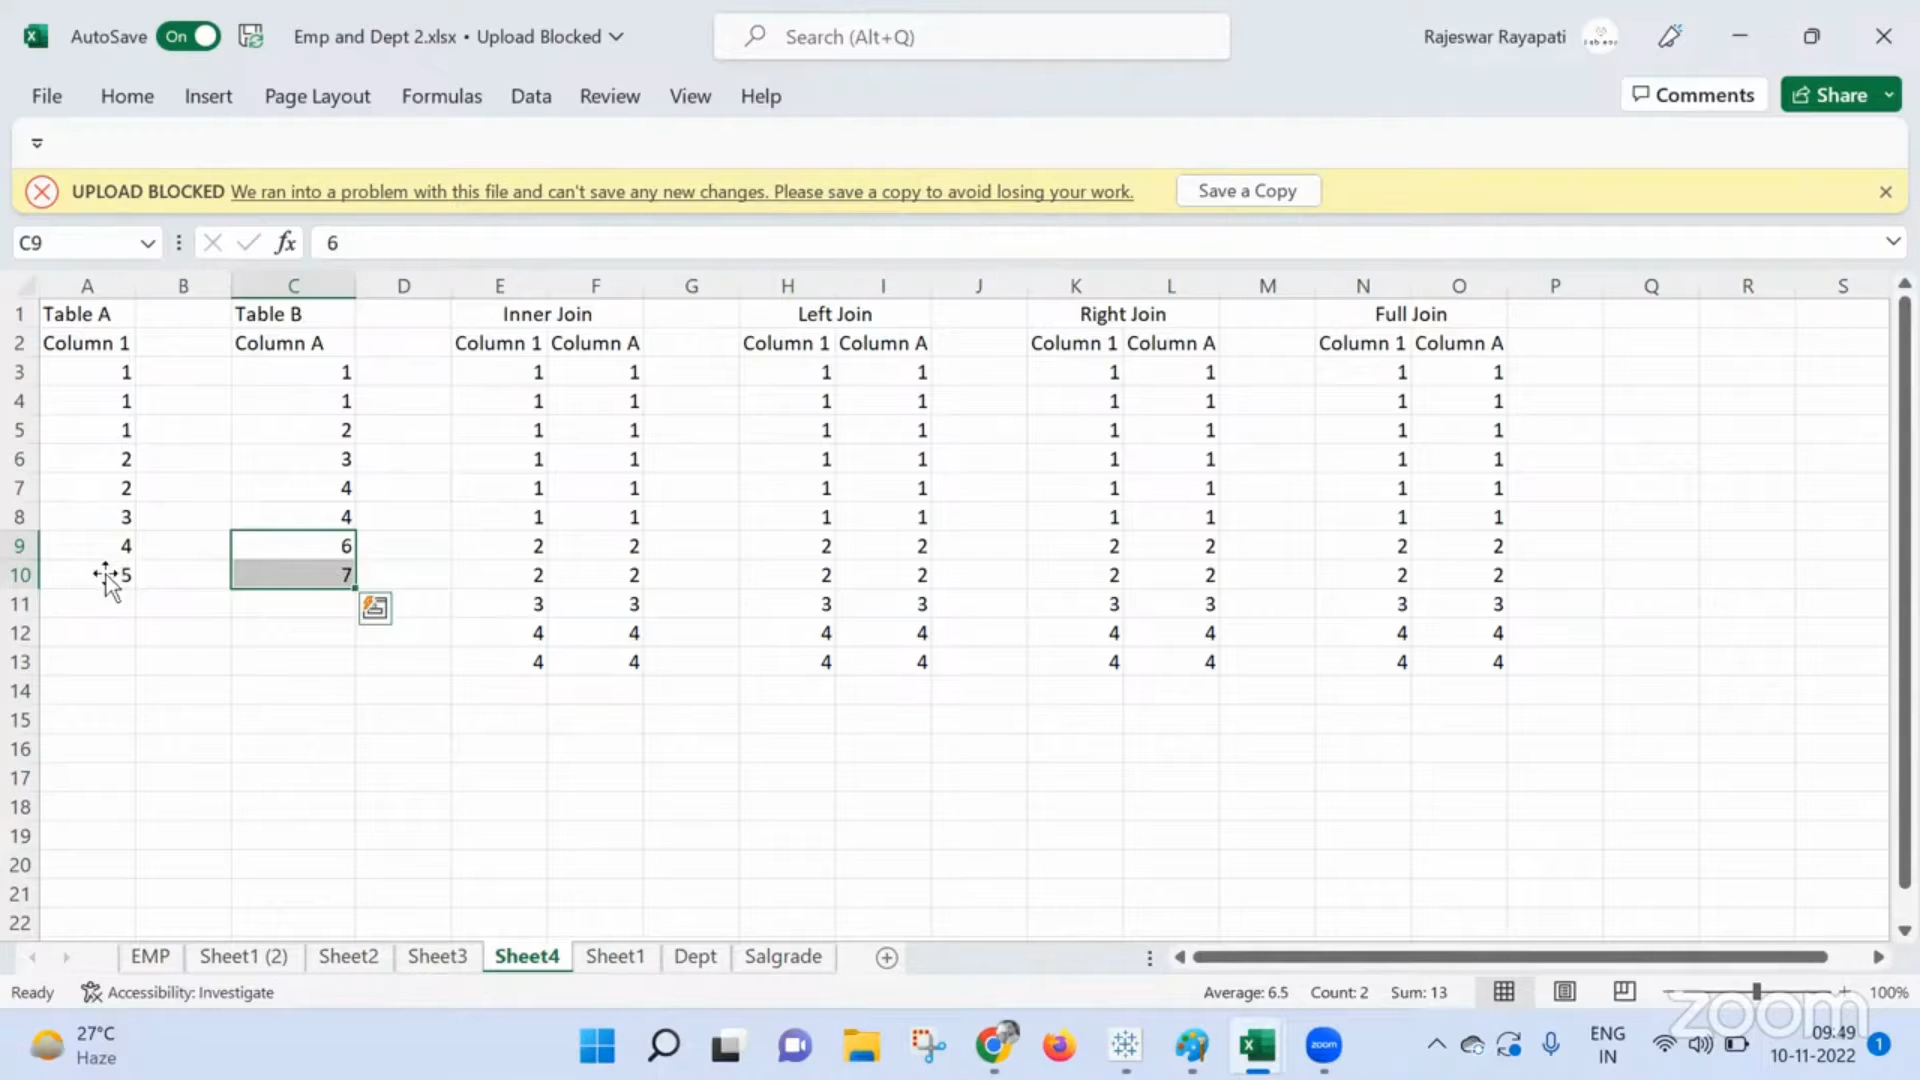 AutoSave On Emp and Dept 2.xlsx • Upload Blocked Search (Alt+Q) Rajeswar Rayapati
File Home Insert Page Layout Formulas Data Review View Help Comments Share
UPLOAD BLOCKED We ran into a problem with this file and can't save any new changes. Please save a copy to avoid losing your work. Save a Copy
C9 fx 6
A B C D E F G H I J K L M N O P Q R S
1 Table A Table B Inner Join Left Join Right Join Full Join
2 Column 1 Column A Column 1 Column A Column 1 Column A Column 1 Column A Column 1 Column A
3 1 1 1 1 1 1 1 1 1 1
4 1 1 1 1 1 1 1 1 1 1
5 1 2 1 1 1 1 1 1 1 1
6 2 3 1 1 1 1 1 1 1 1
7 2 4 1 1 1 1 1 1 1 1
8 3 4 1 1 1 1 1 1 1 1
9 4 6 2 2 2 2 2 2 2 2
10 5 7 2 2 2 2 2 2 2 2
11 3 3 3 3 3 3 3 3
12 4 4 4 4 4 4 4 4
13 4 4 4 4 4 4 4 4
14
15
16
17
18
19
20
21
22
EMP Sheet1 (2) Sheet2 Sheet3 Sheet4 Sheet1 Dept Salgrade
Ready Accessibility: Investigate Average: 6.5 Count: 2 Sum: 13 100%
zoom
27°C
Haze
zoom
ENG
IN
09:49
10-11-2022
1